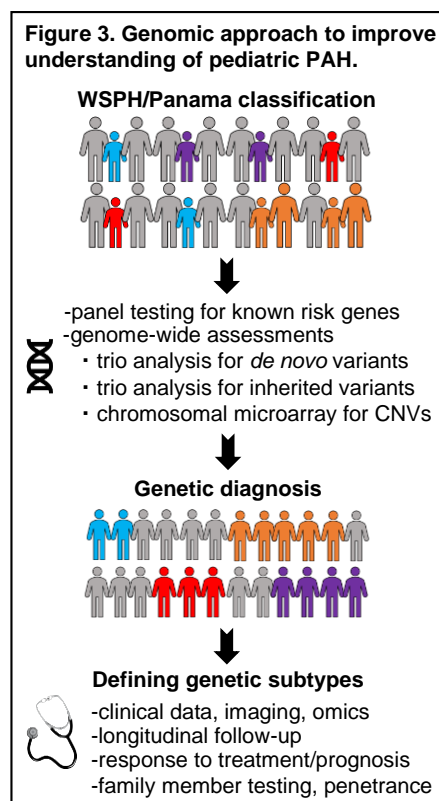 Figure 3. Genomic approach to improve
understanding of pediatric PAH.
WSPH/Panama classification
-panel testing for known risk genes
-genome-wide assessments
· trio analysis for de novo variants
· trio analysis for inherited variants
· chromosomal microarray for CNVs
Genetic diagnosis
Defining genetic subtypes
-clinical data, imaging, omics
-longitudinal follow-up
-response to treatment/prognosis
-family member testing, penetrance